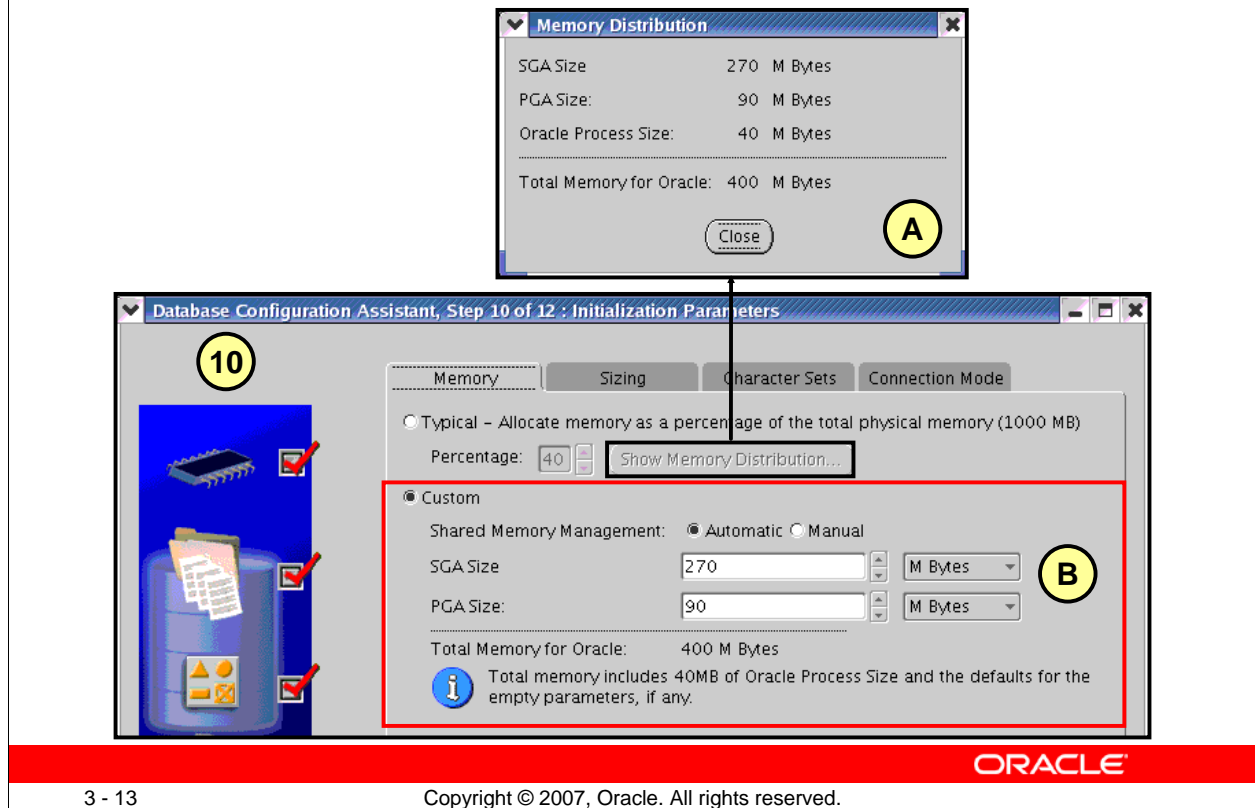 Memory Distribution
SGA Size 270 M Bytes
PGA Size: 90 M Bytes
Oracle Process Size: 40 M Bytes
Total Memory for Oracle: 400 M Bytes
Close
A
Database Configuration Assistant, Step 10 of 12 : Initialization Parameters
10
Memory Sizing Character Sets Connection Mode
Typical – Allocate memory as a percentage of the total physical memory (1000 MB)
Percentage: 40 Show Memory Distribution...
Custom
Shared Memory Management: Automatic Manual
SGA Size 270 M Bytes
B
PGA Size: 90 M Bytes
Total Memory for Oracle: 400 M Bytes
Total memory includes 40MB of Oracle Process Size and the defaults for the
empty parameters, if any.
ORACLE
3 - 13 Copyright © 2007, Oracle. All rights reserved.